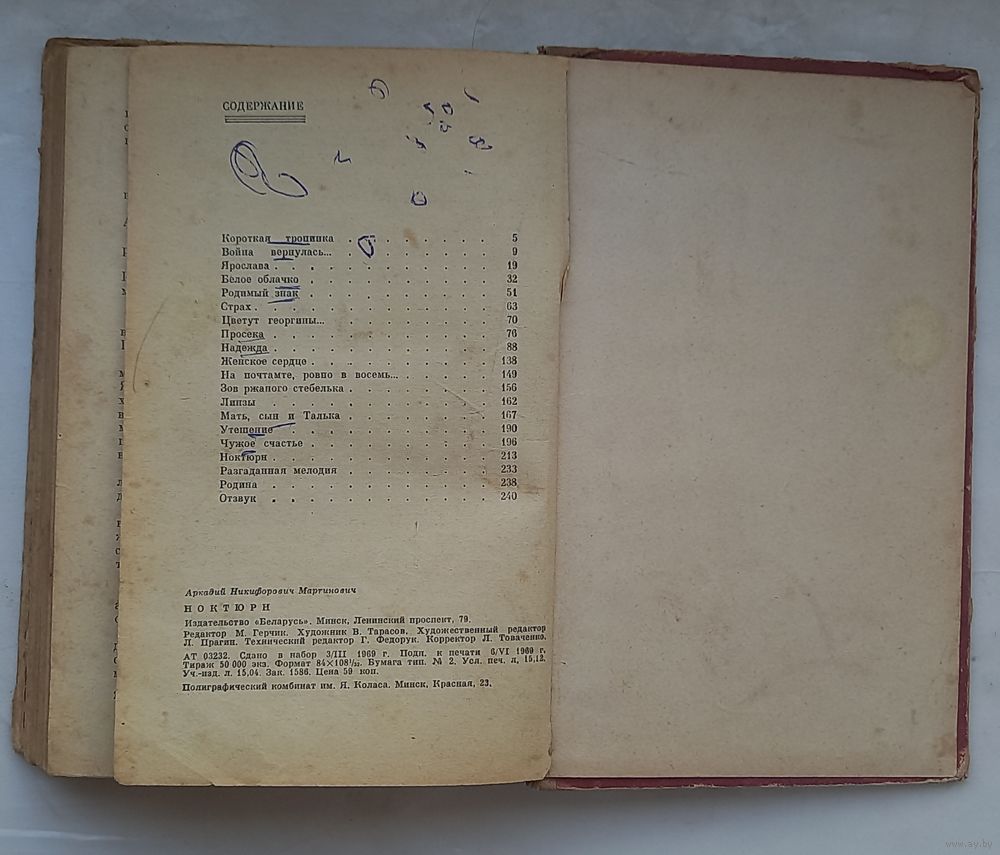 СОДЕРЖАНИЕ
Короткая тропинка . . . . . . . . . 5
Война вернулась... . . . . . . . . 9
Ярослава . . . . . . . . . . . . 19
Белое облачко . . . . . . . . . . 32
Родимый знак . . . . . . . . . . 51
Страх . . . . . . . . . . . . . 63
Цветут георгины... . . . . . . . . 70
Просека . . . . . . . . . . . . 76
Надежда . . . . . . . . . . . . 88
Женское сердце . . . . . . . . . . 138
На почтамте, ровно в восемь... . . . . . 149
Зов ржаного стебелька . . . . . . . . 156
Линзы . . . . . . . . . . . . 162
Мать, сын и Талька . . . . . . . . 167
Утешение . . . . . . . . . . . . 190
Чужое счастье . . . . . . . . . . 196
Ноктюрн . . . . . . . . . . . . 213
Разгаданная мелодия . . . . . . . . 233
Родина . . . . . . . . . . . . 238
Отзвук . . . . . . . . . . . . 240
Аркадий Никифорович Мартинович
НОКТЮРН
Издательство «Беларусь». Минск, Ленинский проспект, 79.
Редактор М. Герчик. Художник В. Тарасов. Художественный редактор
Л. Прагин. Технический редактор Г. Федорук. Корректор Л. Товаченко.
АТ 03232. Сдано в набор 3/III 1969 г. Подп. к печати 6/VI 1969 г.
Тираж 50 000 экз. Формат 84×108¹/₃₂. Бумага тип. № 2. Усл. печ. л. 15,12.
Уч.-изд. л. 15,04. Зак. 1586. Цена 59 коп.
Полиграфический комбинат им. Я. Коласа. Минск, Красная, 23.
www.ay.by